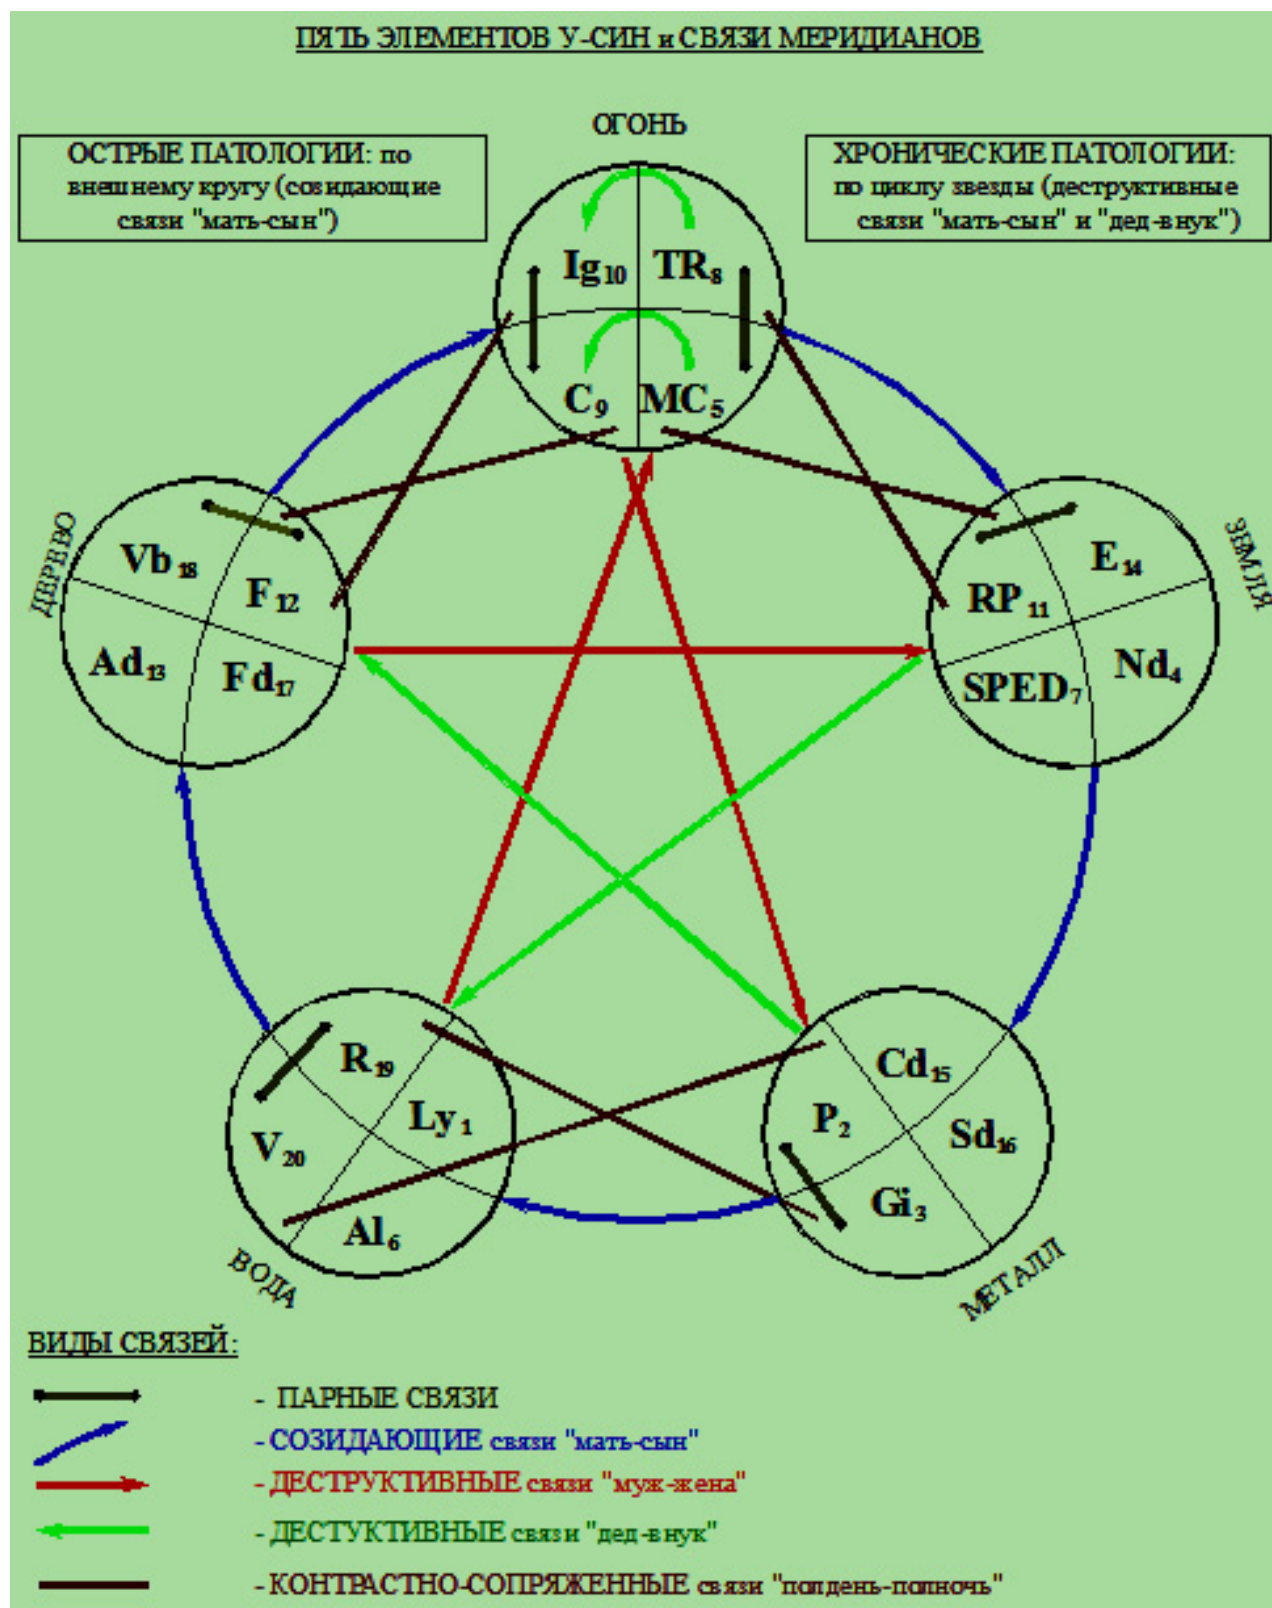 ПЯТЬ ЭЛЕМЕНТОВ У-СИН и СВЯЗИ МЕРИДИАНОВ
ОГОНЬ
ОСТРЫЕ ПАТОЛОГИИ: по
внешнему кругу (созидающие
связи "мать-сын")
ХРОНИЧЕСКИЕ ПАТОЛОГИИ:
по циклу звезды (деструктивные
связи "мать-сын" и "дед-внук")
Ig10 TR8
C9 MC5
ДЕРЕВО
Vb18
F12
Ad13
Fd17
ЗЕМЛЯ
E14
RP11
SPED7
Nd4
R19
Ly1
V20
Al6
ВОДА
Cd15
P2
Sd16
Gi3
МЕТАЛЛ
ВИДЫ СВЯЗЕЙ:
- ПАРНЫЕ СВЯЗИ
- СОЗИДАЮЩИЕ связи "мать-сын"
- ДЕСТРУКТИВНЫЕ связи "муж-жена"
- ДЕСТУКТИВНЫЕ связи "дед-внук"
- КОНТРАСТНО-СОПРЯЖЕННЫЕ связи "полдень-полночь"